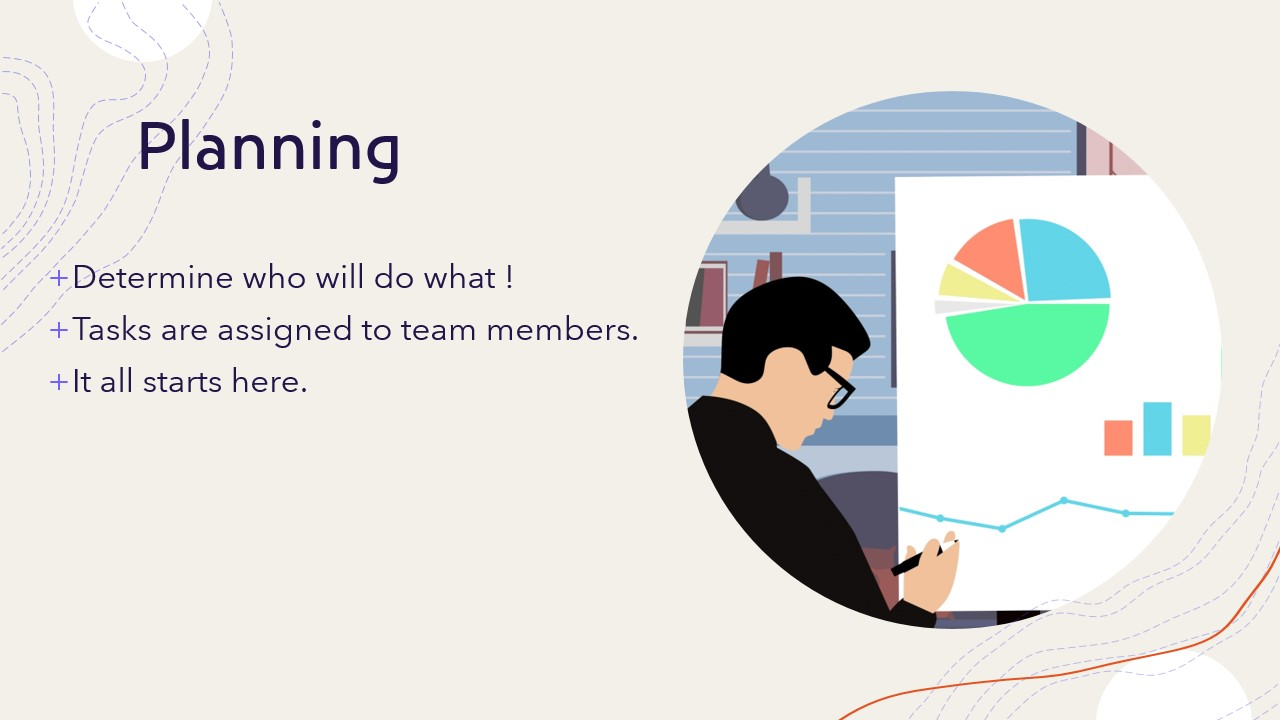 Planning
+Determine who will do what !
+Tasks are assigned to team members.
+It all starts here.